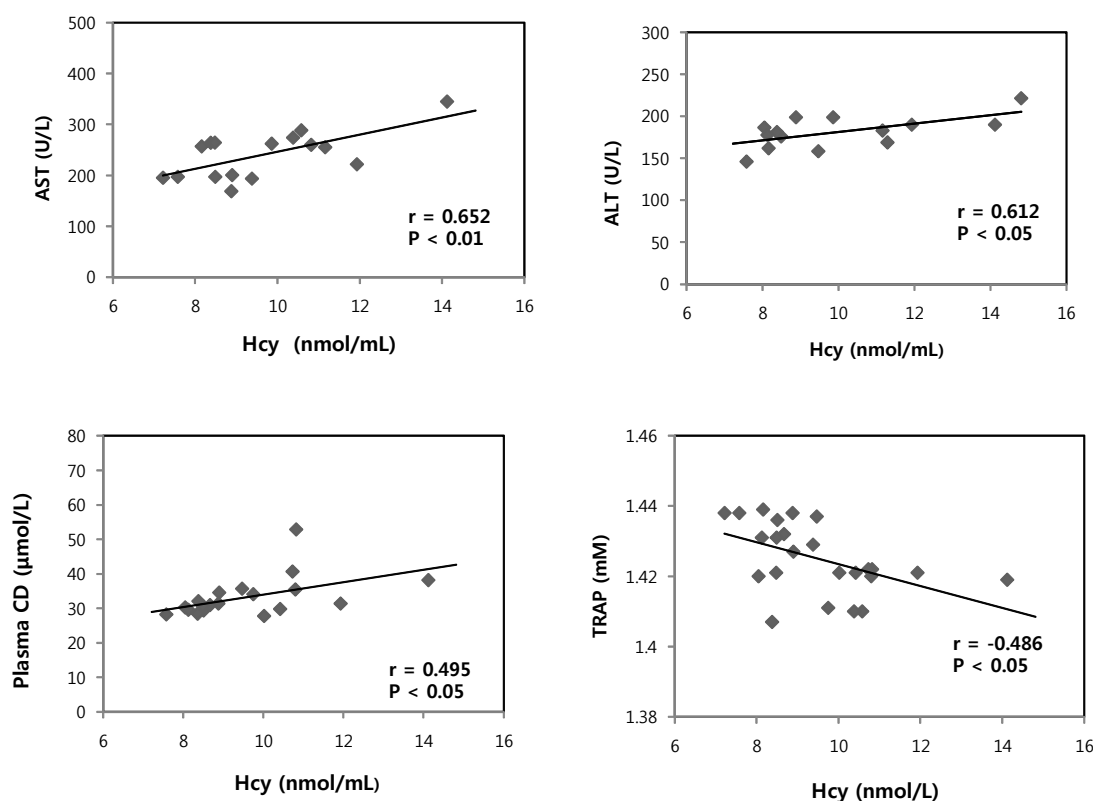 500
400
300
200
100
0
AST (U/L)
r = 0.652
P < 0.01
6 8 10 12 14 16
Hcy (nmol/mL)
300
250
200
150
100
50
0
ALT (U/L)
r = 0.612
P < 0.05
6 8 10 12 14 16
Hcy (nmol/mL)
80
70
60
50
40
30
20
10
0
Plasma CD (μmol/L)
r = 0.495
P < 0.05
6 8 10 12 14 16
Hcy (nmol/mL)
1.46
1.44
1.42
1.4
1.38
TRAP (mM)
r = -0.486
P < 0.05
6 8 10 12 14 16
Hcy (nmol/L)